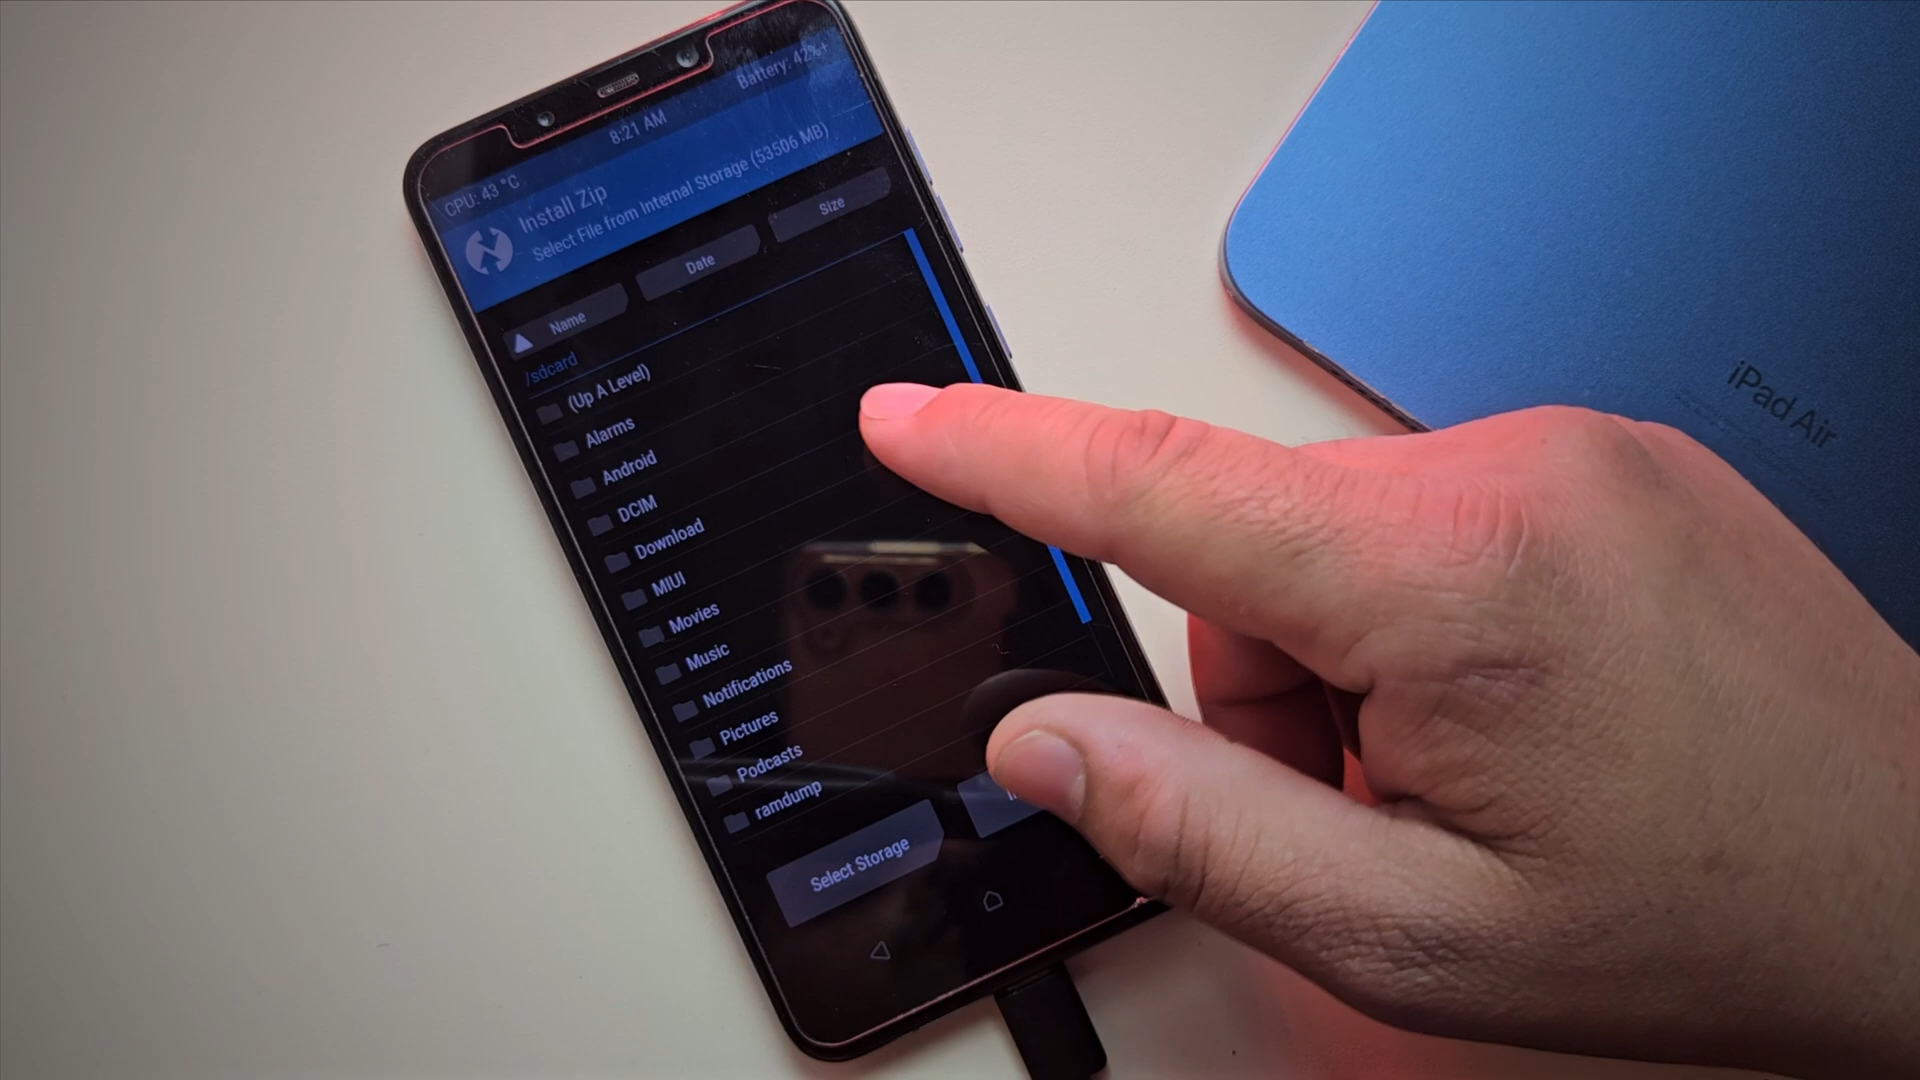 CPU: 43 °C
8:21 AM
Battery: 42%+
Install Zip
Select File from Internal Storage (53506 MB)
Name
Date
Size
/sdcard
(Up A Level)
Alarms
Android
DCIM
Download
MIUI
Movies
Music
Notifications
Pictures
Podcasts
ramdump
Select Storage
iPad Air